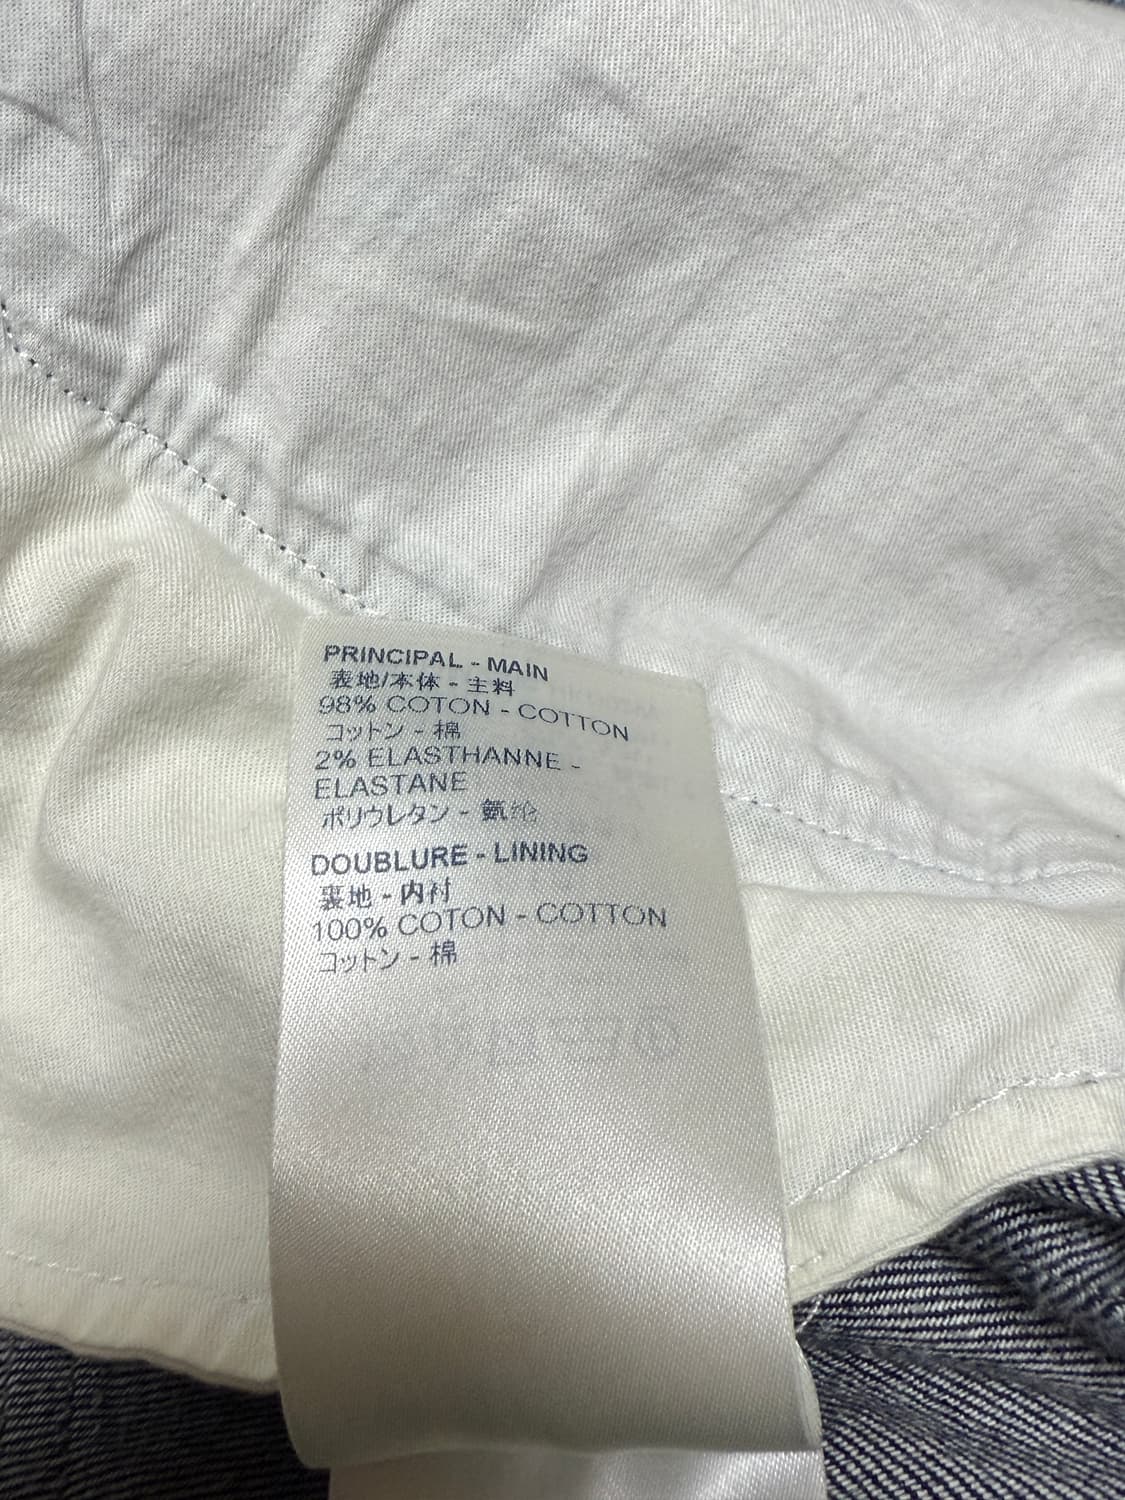 PRINCIPAL - MAIN
表地/本体 - 主料
98% COTON - COTTON
コットン - 棉
2% ELASTHANNE -
ELASTANE
ポリウレタン - 氨纶
DOUBLURE - LINING
裏地 - 内衬
100% COTON - COTTON
コットン - 棉